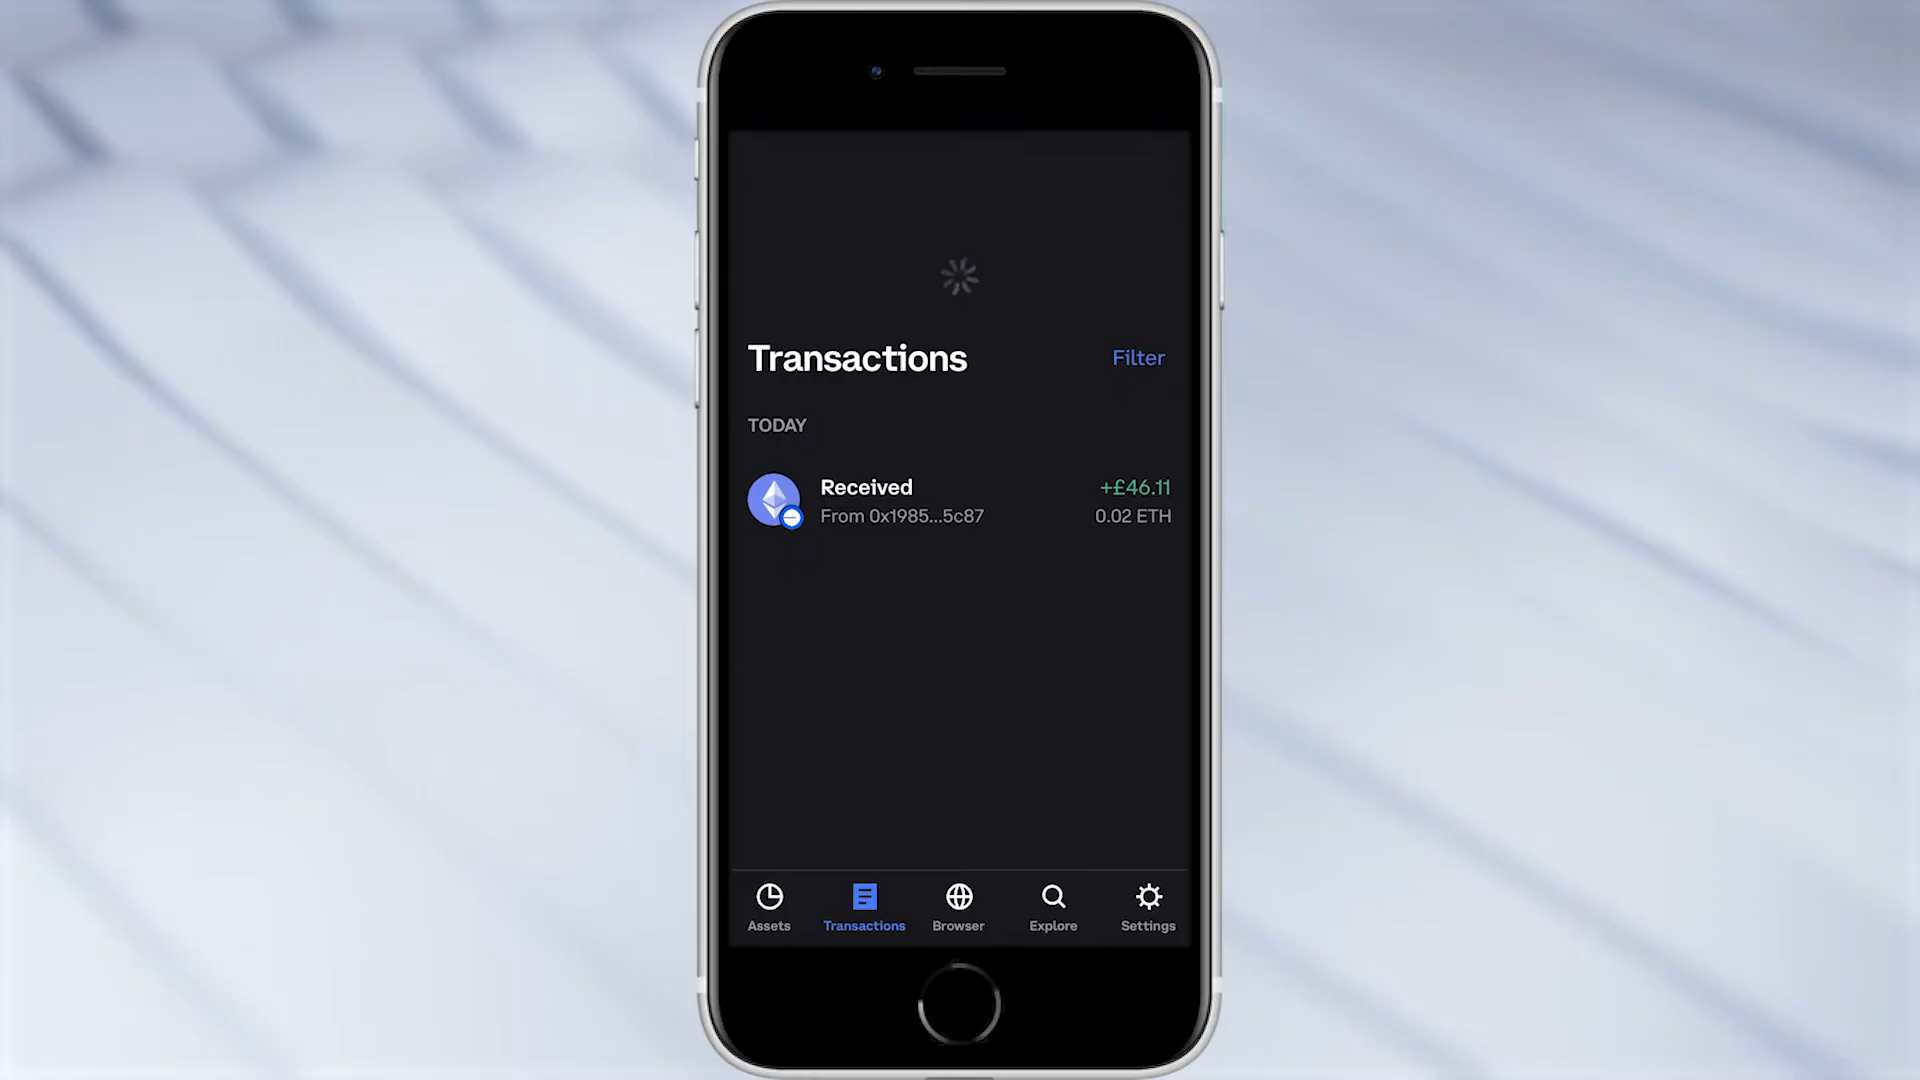 Transactions
Filter
TODAY
Received
+£46.11
From 0x1985...5c87
0.02 ETH
Assets
Transactions
Browser
Explore
Settings